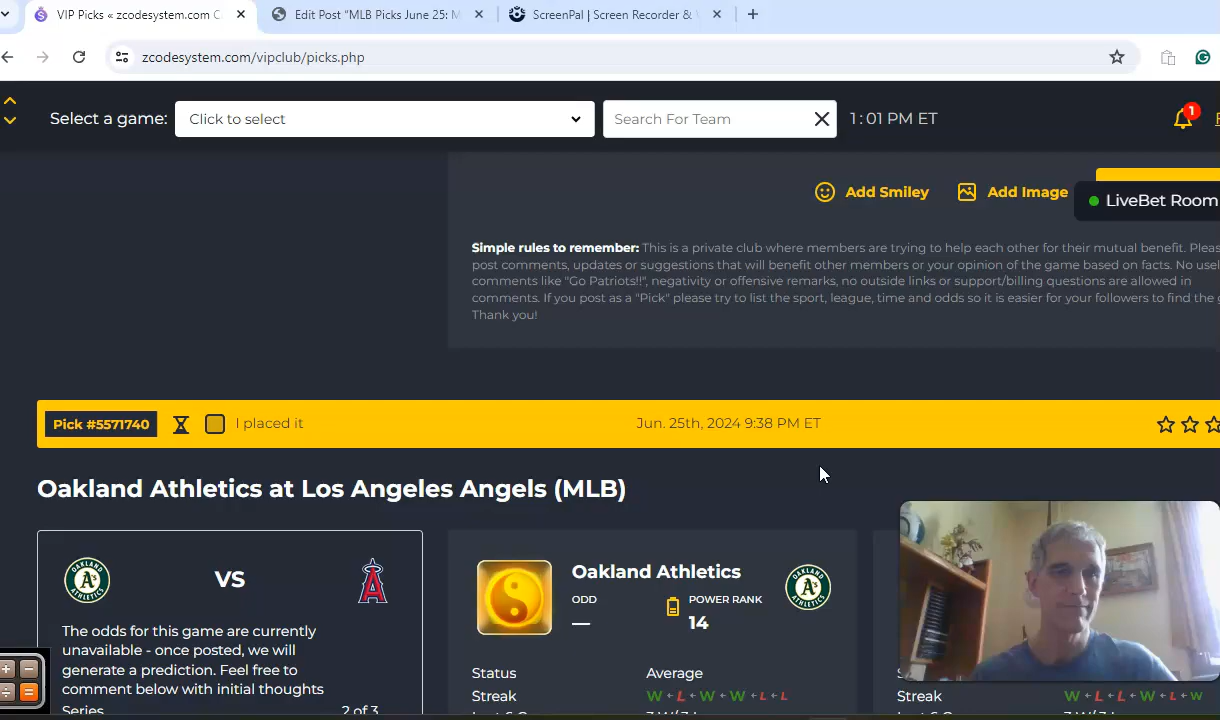 VIP Picks « zcodesystem.com C
Edit Post "MLB Picks June 25: M
ScreenPal | Screen Recorder &
zcodesystem.com/vipclub/picks.php
Select a game:
Click to select
Search For Team
1:01 PM ET
1
Add Smiley
Add Image
LiveBet Room
Simple rules to remember: This is a private club where members are trying to help each other for their mutual benefit. Pleas
post comments, updates or suggestions that will benefit other members or your opinion of the game based on facts. No usel
comments like "Go Patriots!!", negativity or offensive remarks, no outside links or support/billing questions are allowed in
comments. If you post as a "Pick" please try to list the sport, league, time and odds so it is easier for your followers to find the g
Thank you!
Pick #5571740
I placed it
Jun. 25th, 2024 9:38 PM ET
Oakland Athletics at Los Angeles Angels (MLB)
VS
The odds for this game are currently
unavailable - once posted, we will
generate a prediction. Feel free to
comment below with initial thoughts
Series
2 of 3
Oakland Athletics
ODD
—
POWER RANK
14
Status
Average
Streak
W ← L ← W ← W ← L ← L
Streak
W ← L ← L ← W ← L ← W